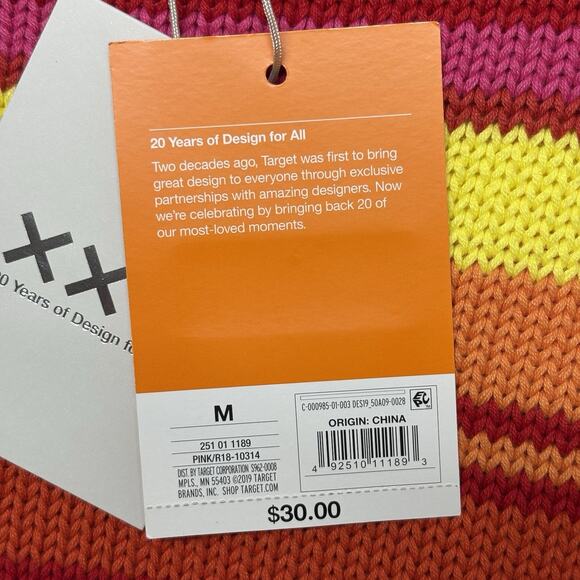 20 Years of Design for All
Two decades ago, Target was first to bring
great design to everyone through exclusive
partnerships with amazing designers. Now
we're celebrating by bringing back 20 of
our most-loved moments.
XX
20 Years of Design fo
M
251 01 1189
PINK/R18-10314
DIST. BY TARGET CORPORATION S962-0008
MPLS., MN 55403 ©2019 TARGET
BRANDS, INC. SHOP TARGET.COM
C-000985-01-003 DES19_50A09-0028
ORIGIN: CHINA
4 92510 11189 3
$30.00